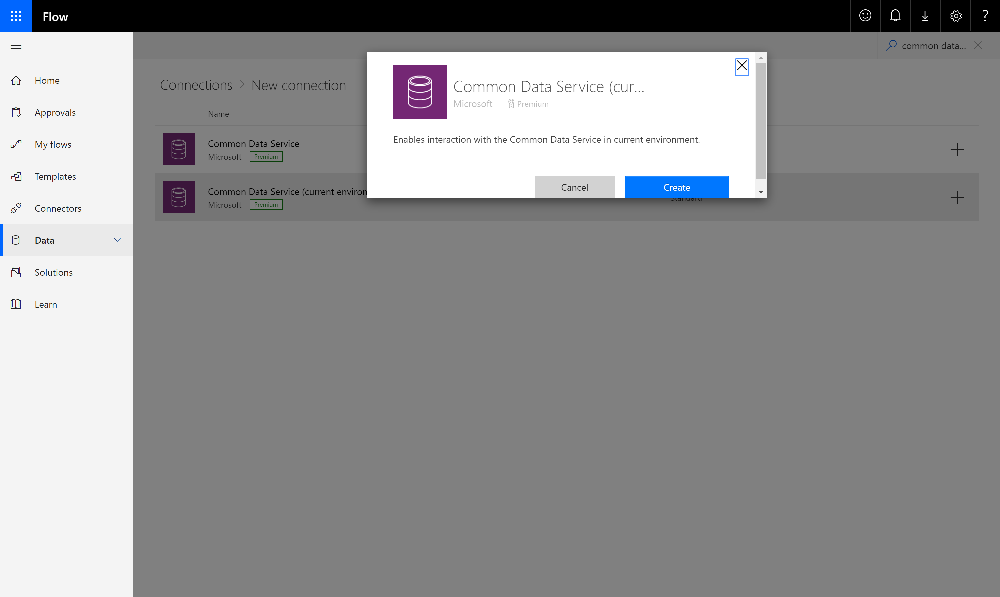 Flow
common data...
Home
Approvals
My flows
Templates
Connectors
Data
Solutions
Learn
Connections > New connection
Name
Common Data Service
Microsoft Premium
Common Data Service (current environ
Microsoft Premium
Standard
Common Data Service (cur...
Microsoft Premium
Enables interaction with the Common Data Service in current environment.
Cancel
Create